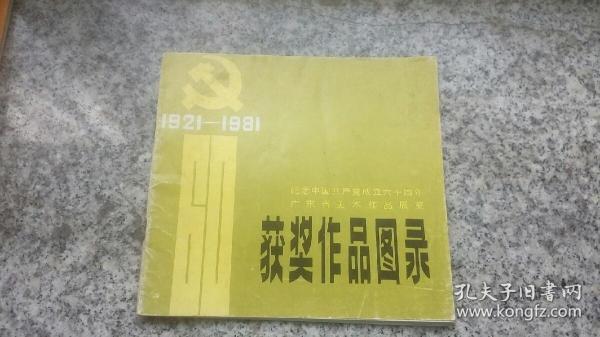 1921—1981
60
纪念中国共产党成立六十周年
广东省美术作品展览
获奖作品图录
孔夫子旧书网
www.kongfz.com